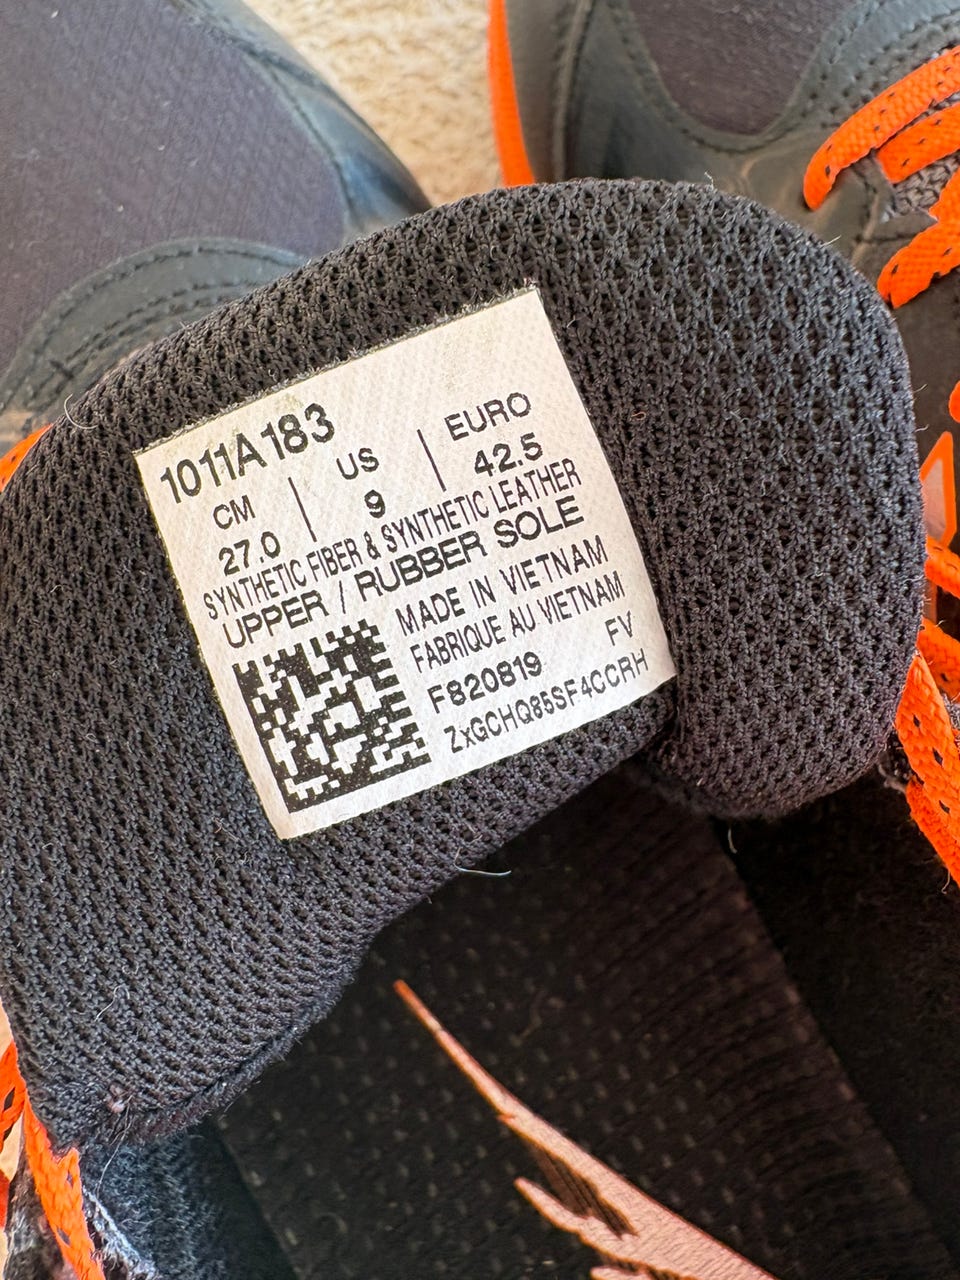 1011A183
CM | US | EURO
27.0 | 9 | 42.5
SYNTHETIC FIBER & SYNTHETIC LEATHER
UPPER / RUBBER SOLE
MADE IN VIETNAM
FABRIQUE AU VIETNAM
F820819 FV
ZxGCHQ85SF4CCRH